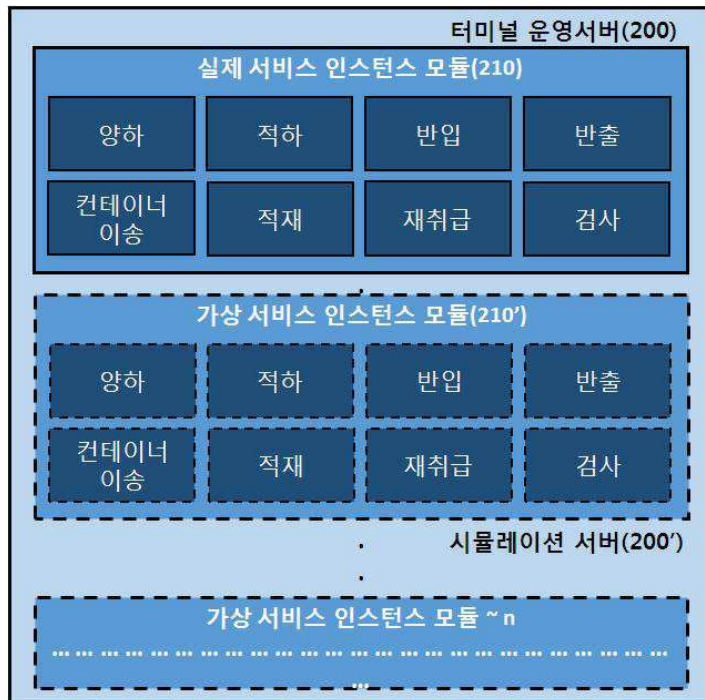 터미널 운영서버(200)
실제 서비스 인스턴스 모듈(210)
양하 적하 반입 반출
컨테이너
이송 적재 재취급 검사
가상 서비스 인스턴스 모듈(210')
양하 적하 반입 반출
컨테이너
이송 적재 재취급 검사
시뮬레이션 서버(200')
가상 서비스 인스턴스 모듈 ~ n
... ... ... ... ... ... ... ... ... ... ... ... ... ... ... ... ... ... ... ... ... ... ... ... ...
...